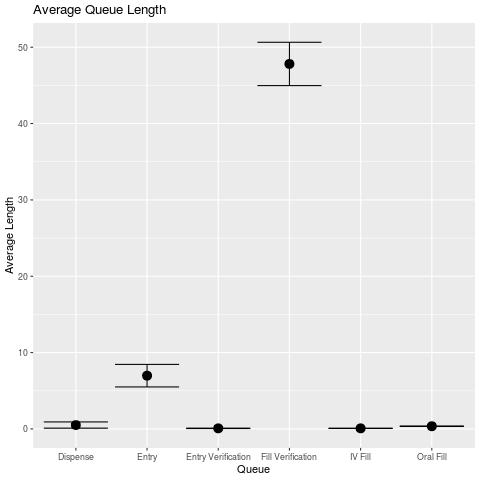 Average Queue Length
Average Length
50
40
30
20
10
0
Dispense Entry Entry Verification Fill Verification IV Fill Oral Fill
Queue